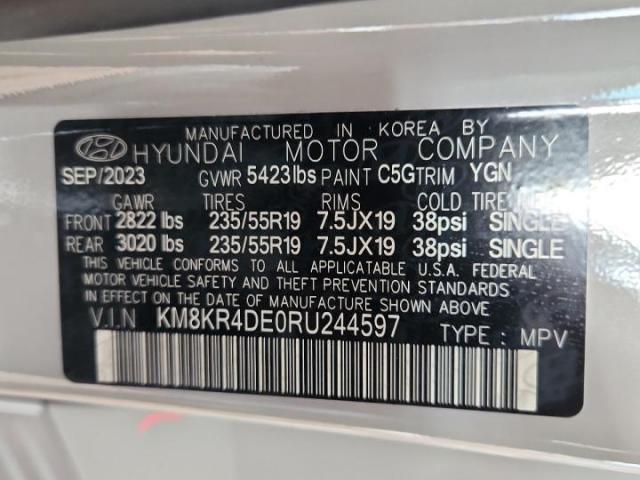 MANUFACTURED IN KOREA BY
HYUNDAI MOTOR COMPANY
SEP/2023 GVWR 5423lbs PAINT C5G TRIM YGN
GAWR TIRES RIMS COLD TIRE
FRONT 2822 lbs 235/55R19 7.5JX19 38psi SINGLE
REAR 3020 lbs 235/55R19 7.5JX19 38psi SINGLE
THIS VEHICLE CONFORMS TO ALL APPLICATABLE U.S.A. FEDERAL
MOTOR VEHICLE SAFETY AND THEFT PREVENTION STANDARDS
IN EFFECT ON THE DATE OF MANUFACTURE SHOWN ABOVE
V.I.N KM8KR4DE0RU244597 TYPE : MPV